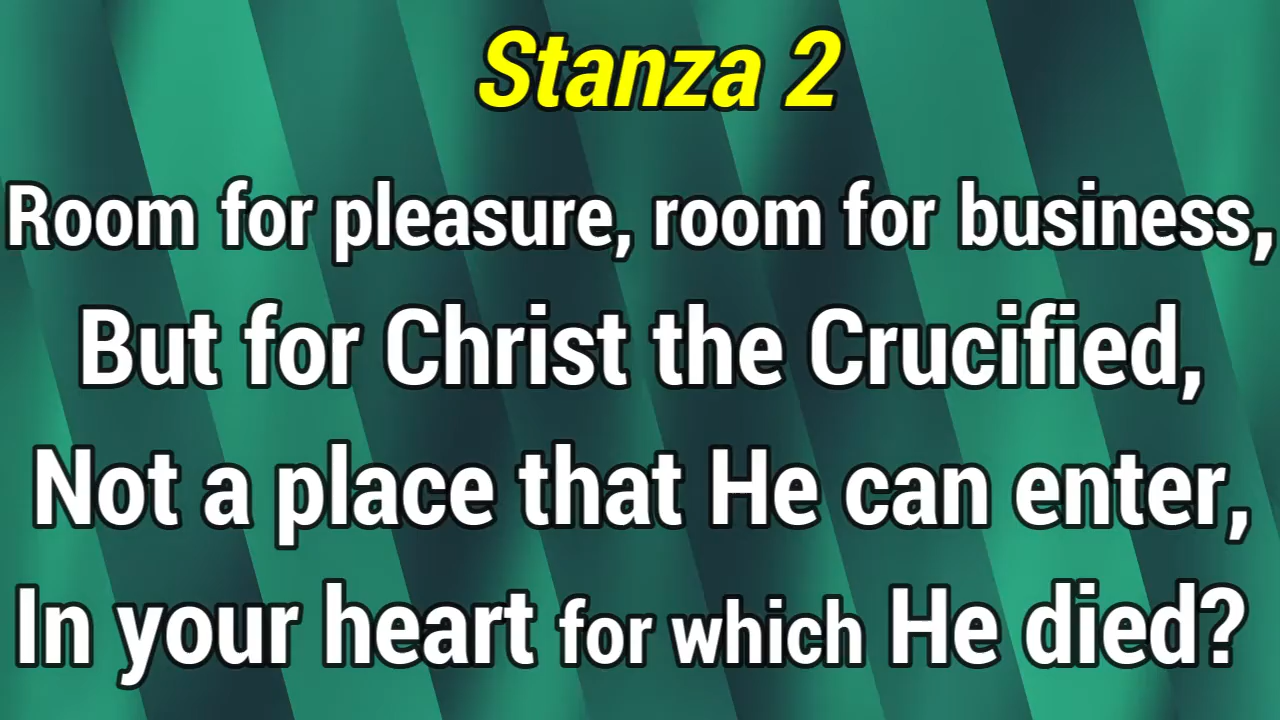 Stanza 2
Room for pleasure, room for business,
But for Christ the Crucified,
Not a place that He can enter,
In your heart for which He died?